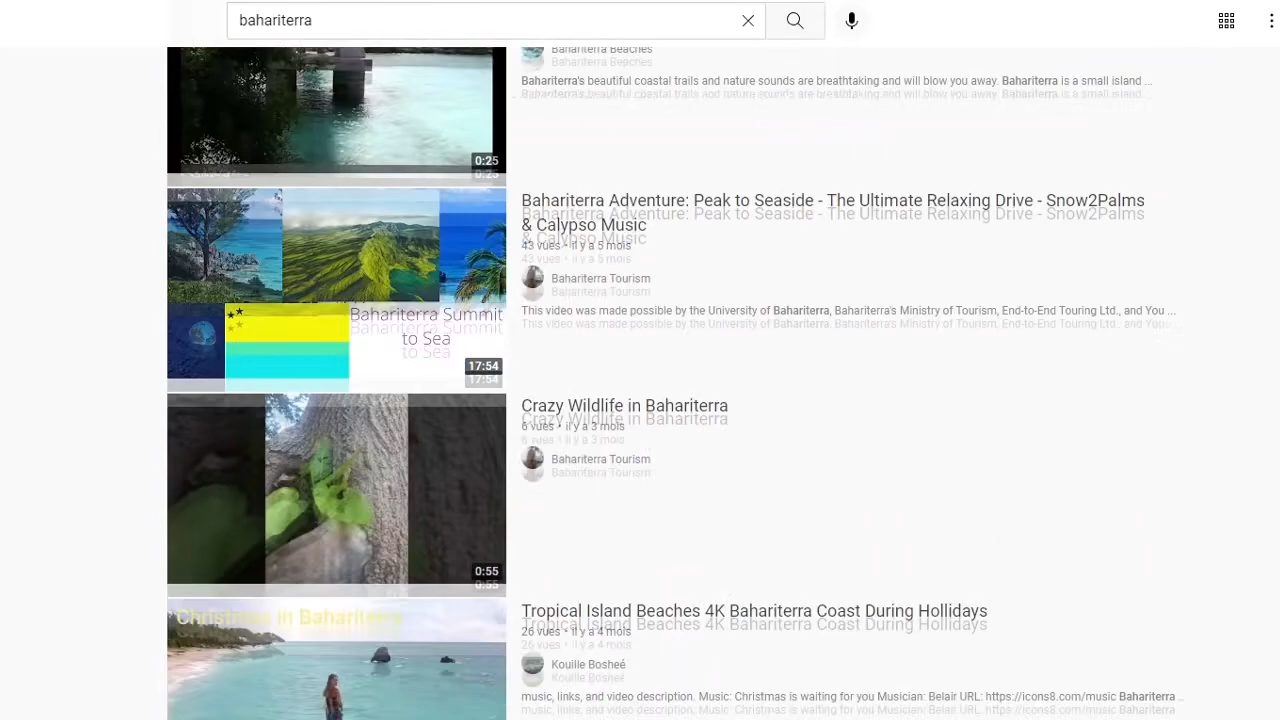 bahariterra
Bahariterra Beaches
Bahariterra's beautiful coastal trails and nature sounds are breathtaking and will blow you away. Bahariterra is a small island ...
0:25
Bahariterra Adventure: Peak to Seaside - The Ultimate Relaxing Drive - Snow2Palms
& Calypso Music
43 vues • il y a 5 mois
Bahariterra Tourism
This video was made possible by the University of Bahariterra, Bahariterra's Ministry of Tourism, End-to-End Touring Ltd., and You ...
Bahariterra Summit
to Sea
17:54
Crazy Wildlife in Bahariterra
6 vues • il y a 3 mois
Bahariterra Tourism
0:55
Christmas in Bahariterra
Tropical Island Beaches 4K Bahariterra Coast During Hollidays
26 vues • il y a 4 mois
Kouille Bosheé
music, links, and video description. Music: Christmas is waiting for you Musician: Belair URL: https://icons8.com/music Bahariterra ...